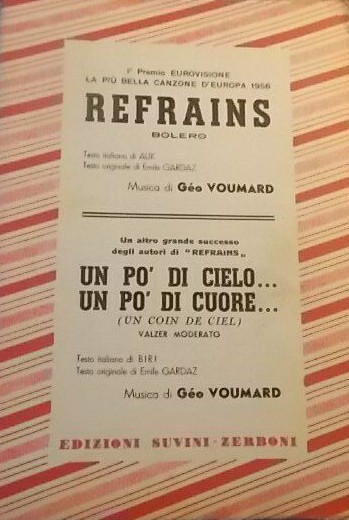 1° Premio EUROVISIONE
LA PIÙ BELLA CANZONE D'EUROPA 1956
REFRAINS
BOLERO
Testo italiano di AUK
Testo originale di Emile GARDAZ
Musica di Géo VOUMARD
Un altro grande successo
degli autori di "REFRAINS„
UN PO' DI CIELO...
UN PO' DI CUORE...
(UN COIN DE CIEL)
VALZER MODERATO
Testo italiano di BIRI
Testo originale di Emile GARDAZ
Musica di Géo VOUMARD
EDIZIONI SUVINI-ZERBONI